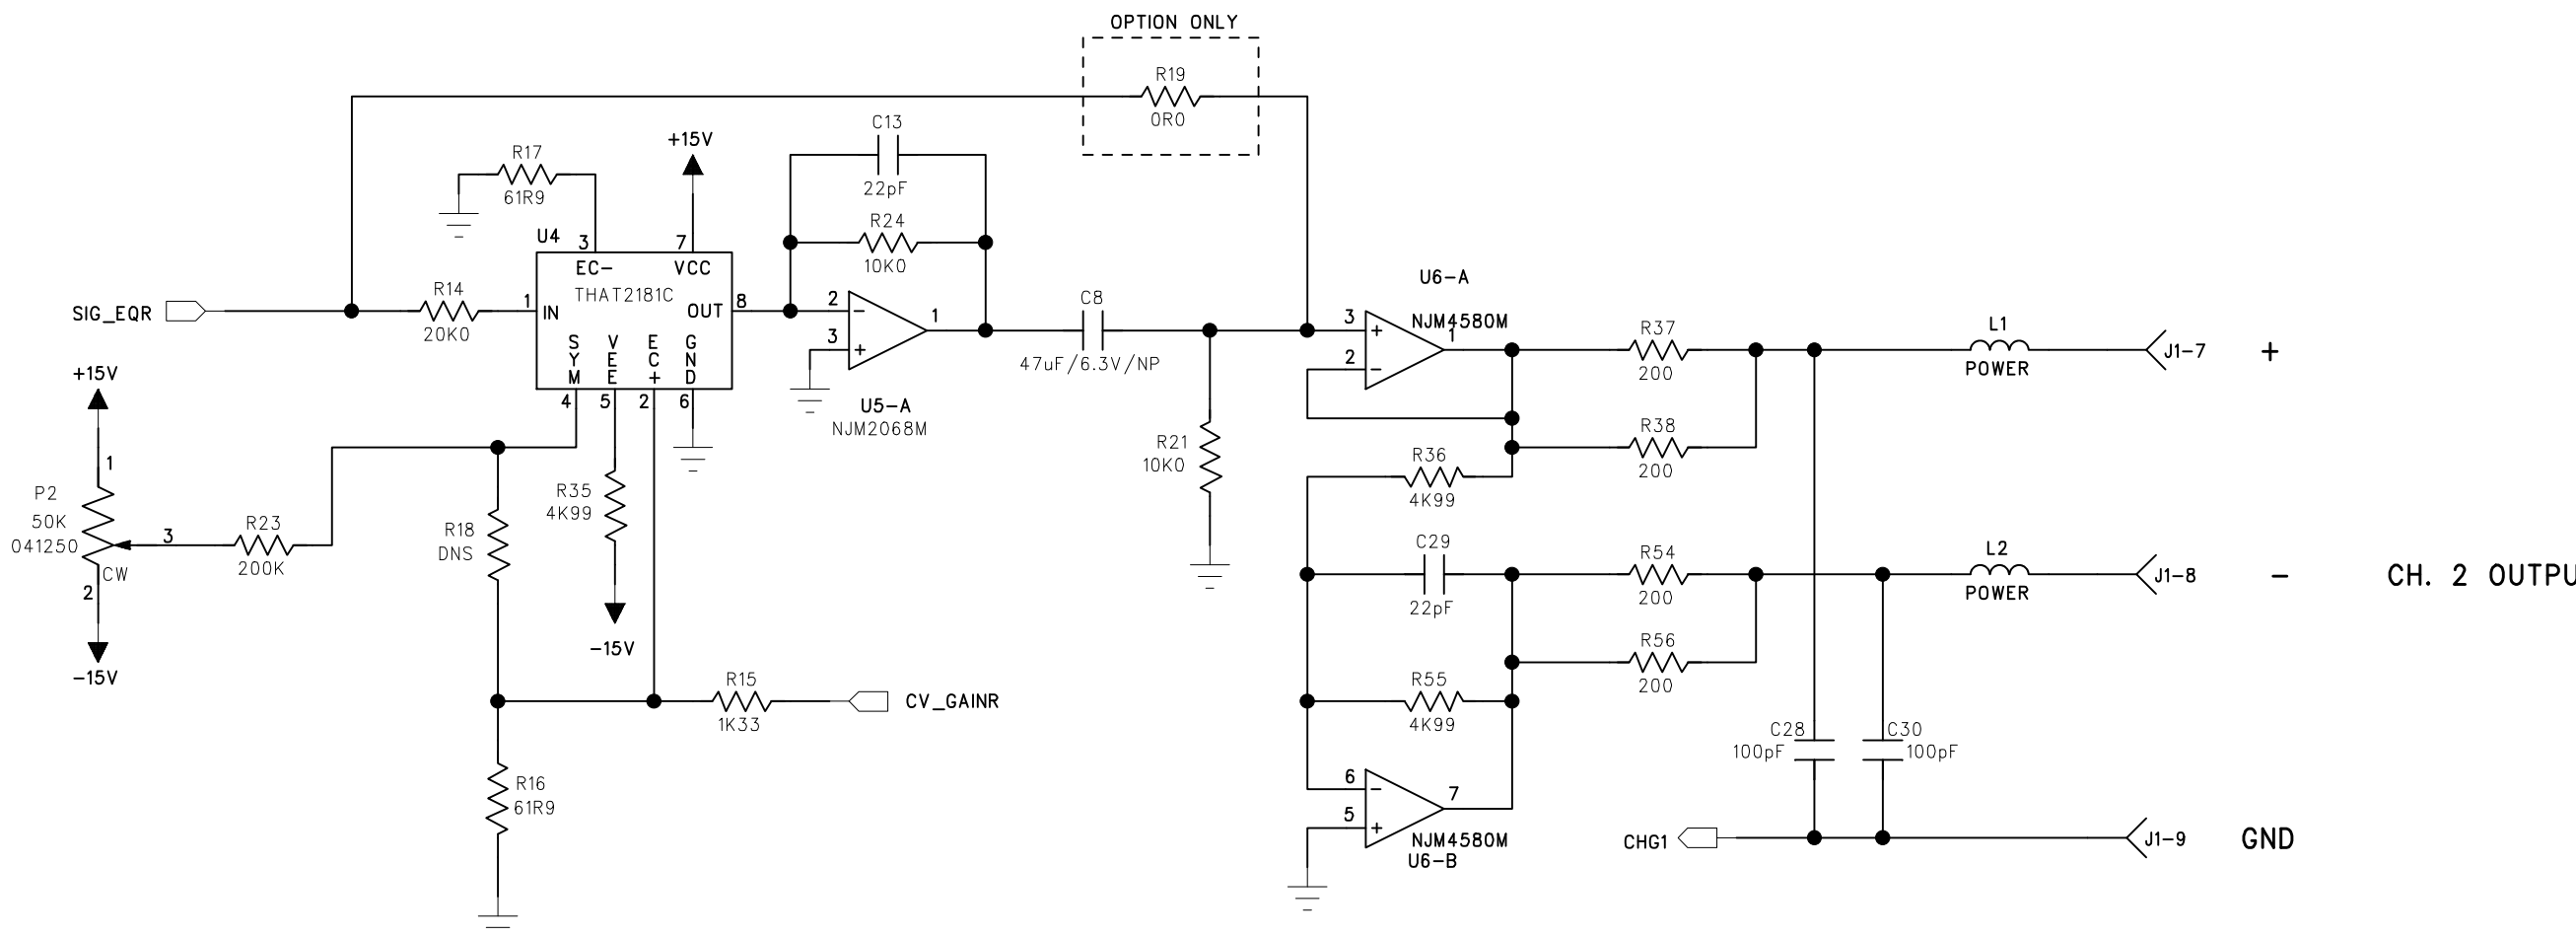 OPTION ONLY
R19
0R0
C13
22pF
+15V
R17
61R9
R24
10K0
U4
3
7
EC-
VCC
THAT2181C
SIG_EQR
R14
20K0
1
IN
OUT
8
SYM
VEE
EC+
GND
4
5
2
6
2
-
3
+
1
U5-A
NJM2068M
C8
47uF/6.3V/NP
R21
10K0
U6-A
NJM4580M
3
+
2
-
1
R37
200
R38
200
L1
POWER
J1-7
+
R36
4K99
+15V
1
P2
50K
041250
3
CW
2
-15V
R23
200K
R18
DNS
R35
4K99
-15V
R15
1K33
CV_GAINR
R16
61R9
C29
22pF
R54
200
R56
200
L2
POWER
J1-8
-
CH. 2 OUTPU
R55
4K99
6
-
5
+
7
NJM4580M
U6-B
C28
100pF
C30
100pF
CHG1
J1-9
GND